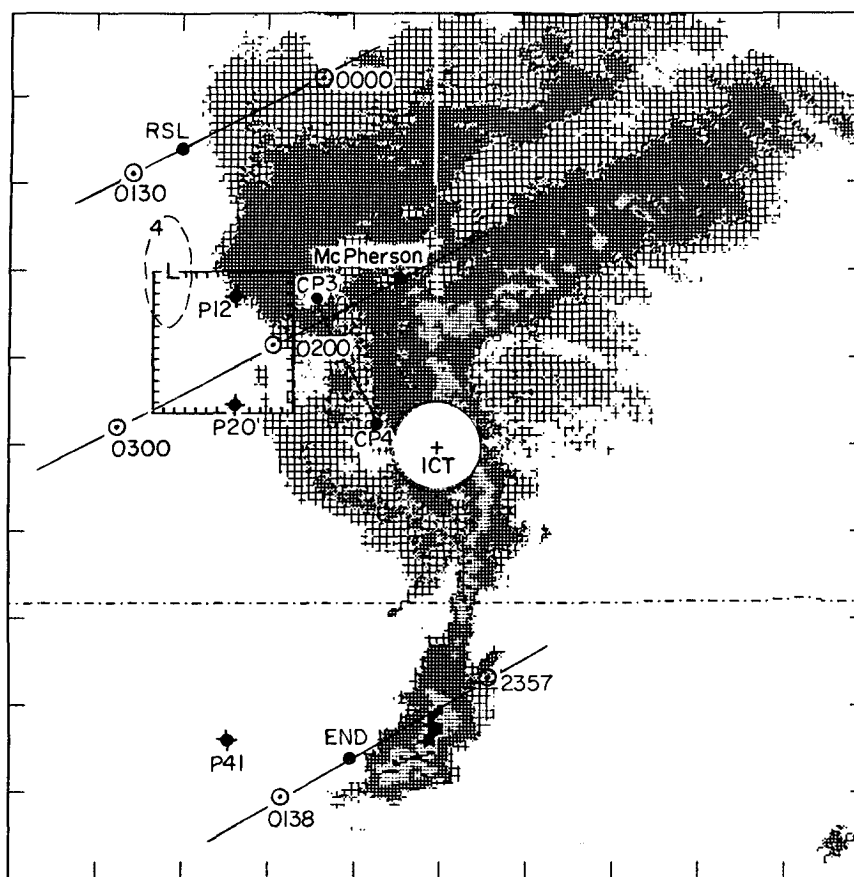 0000
RSL
0130
4
L
McPherson
CP3
P12
0200
P20
CP4
0300
+
ICT
2357
END
P41
0138